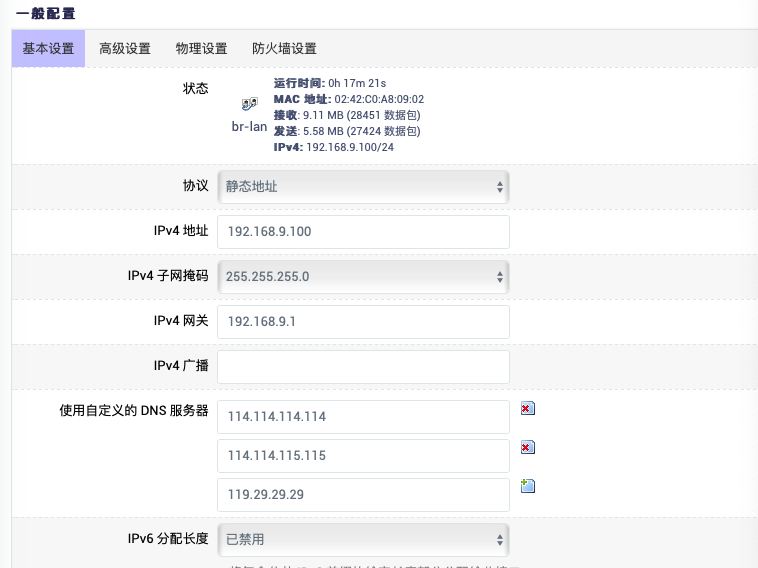 一般配置
基本设置 高级设置 物理设置 防火墙设置
状态
br-lan
运行时间: 0h 17m 21s
MAC 地址: 02:42:C0:A8:09:02
接收: 9.11 MB (28451 数据包)
发送: 5.58 MB (27424 数据包)
IPv4: 192.168.9.100/24
协议 静态地址
IPv4 地址 192.168.9.100
IPv4 子网掩码 255.255.255.0
IPv4 网关 192.168.9.1
IPv4 广播
使用自定义的 DNS 服务器 114.114.114.114
114.114.115.115
119.29.29.29
IPv6 分配长度 已禁用